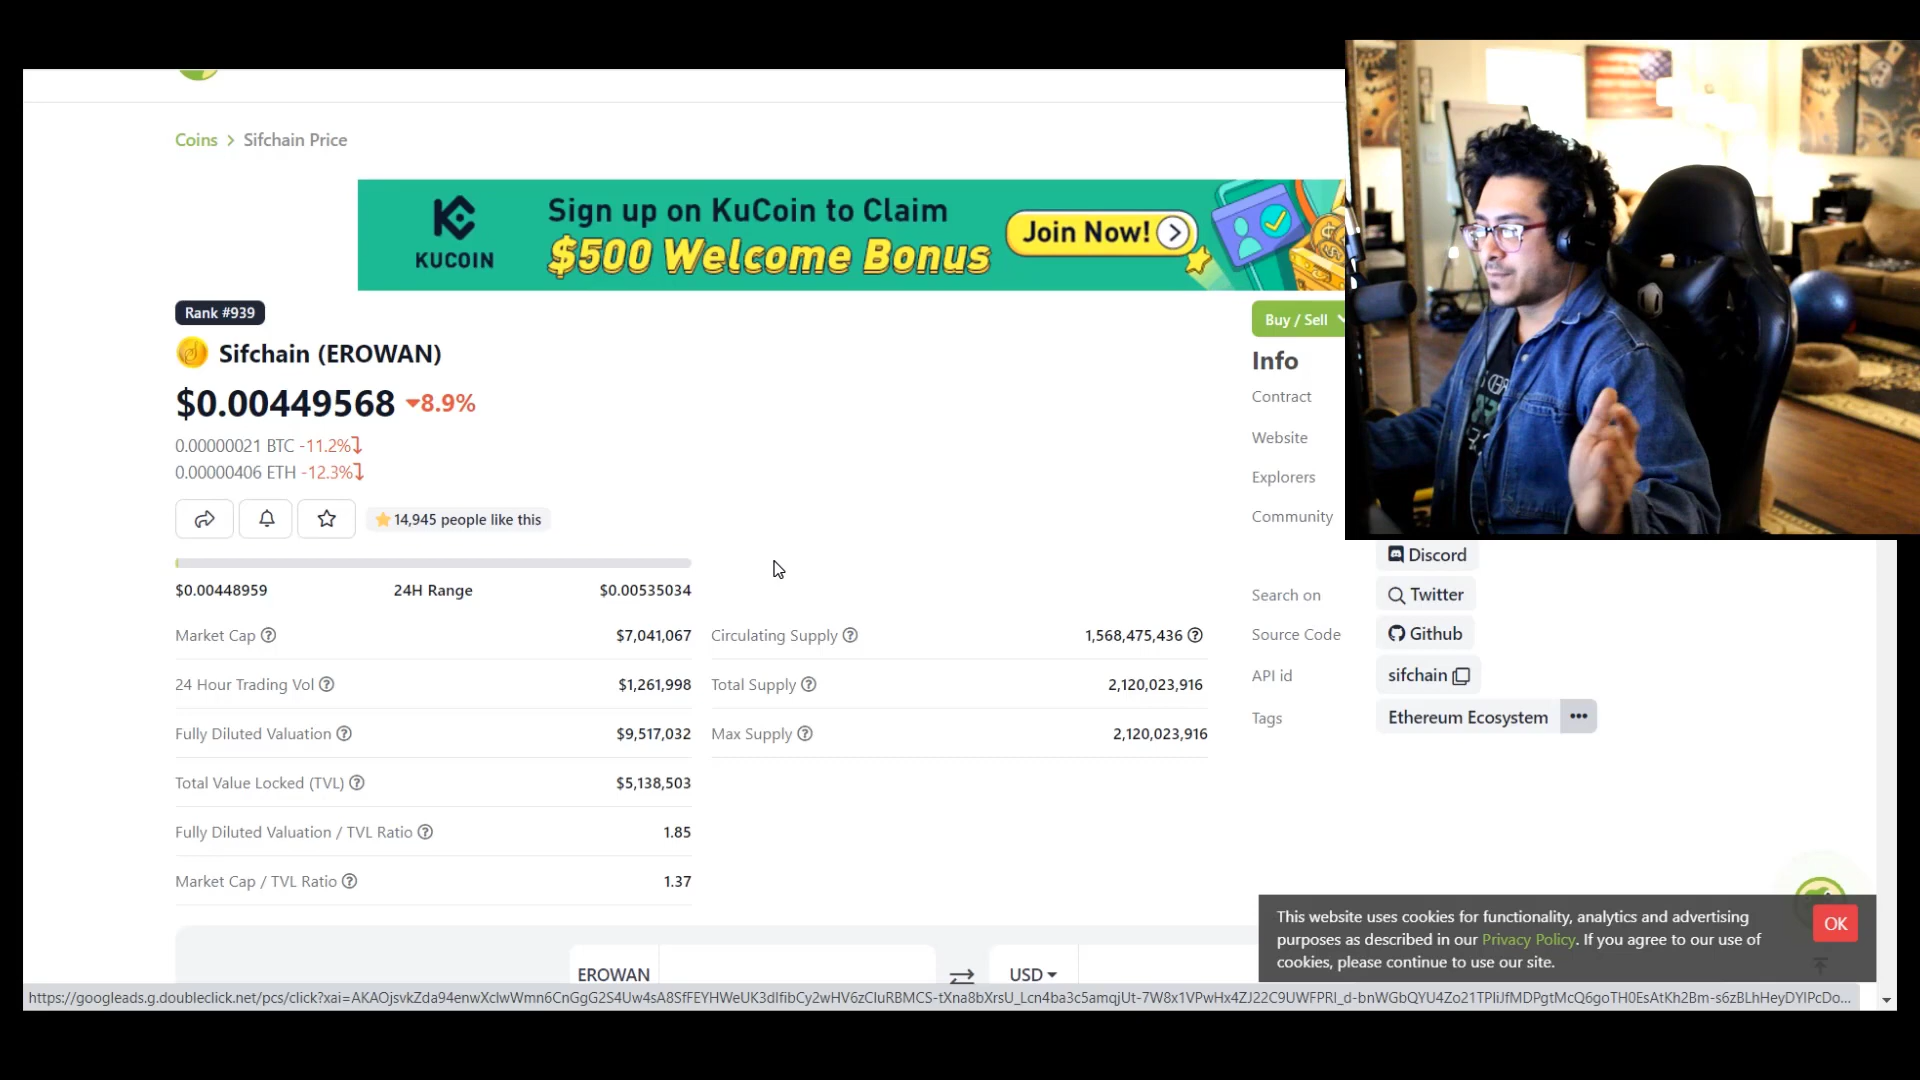 Coins > Sifchain Price
KUCOIN
Sign up on KuCoin to Claim
$500 Welcome Bonus
Join Now!
Rank #939
Sifchain (EROWAN)
$0.00449568 8.9%
0.00000021 BTC -11.2%
0.00000406 ETH -12.3%
14,945 people like this
$0.00448959 24H Range $0.00535034
Market Cap $7,041,067
24 Hour Trading Vol $1,261,998
Fully Diluted Valuation $9,517,032
Total Value Locked (TVL) $5,138,503
Fully Diluted Valuation / TVL Ratio 1.85
Market Cap / TVL Ratio 1.37
Circulating Supply 1,568,475,436
Total Supply 2,120,023,916
Max Supply 2,120,023,916
Buy / Sell
Info
Contract
Website
Explorers
Community
Discord
Search on Twitter
Source Code Github
API id sifchain
Tags Ethereum Ecosystem •••
EROWAN USD
This website uses cookies for functionality, analytics and advertising
purposes as described in our Privacy Policy. If you agree to our use of
cookies, please continue to use our site.
OK